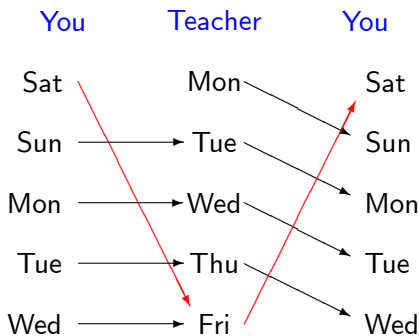 You Teacher You
Sat Mon Sat
Sun Tue Sun
Mon Wed Mon
Tue Thu Tue
Wed Fri Wed